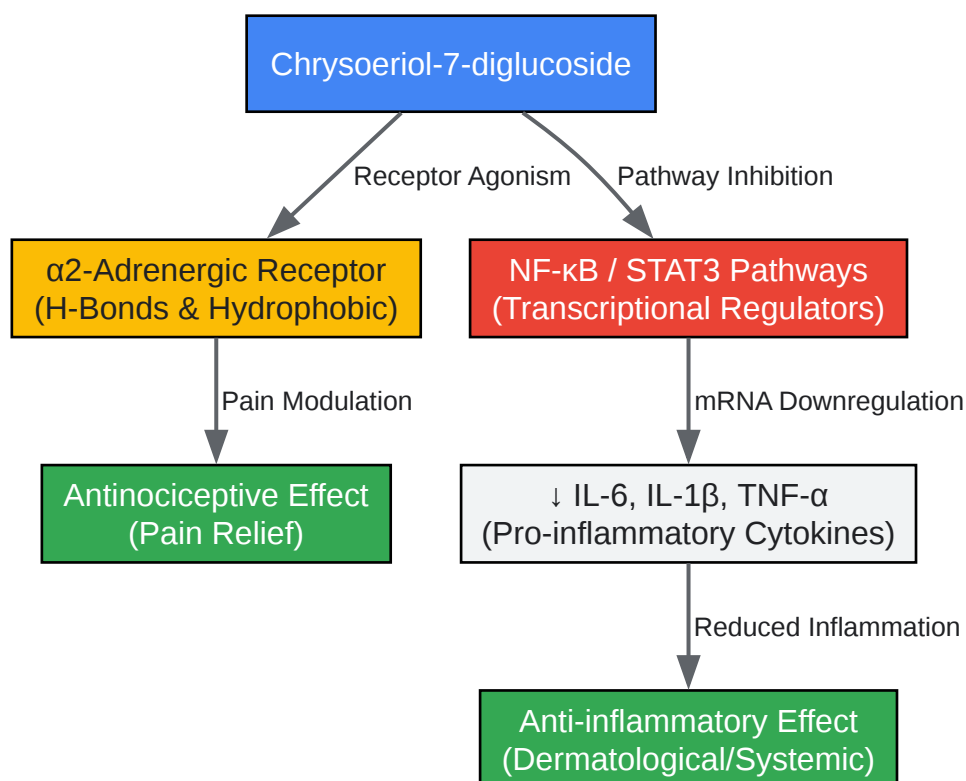 Chrysoeriol-7-diglucoside
Receptor Agonism
Pathway Inhibition
α2-Adrenergic Receptor
(H-Bonds & Hydrophobic)
NF-κB / STAT3 Pathways
(Transcriptional Regulators)
Pain Modulation
mRNA Downregulation
Antinociceptive Effect
(Pain Relief)
↓ IL-6, IL-1β, TNF-α
(Pro-inflammatory Cytokines)
Reduced Inflammation
Anti-inflammatory Effect
(Dermatological/Systemic)